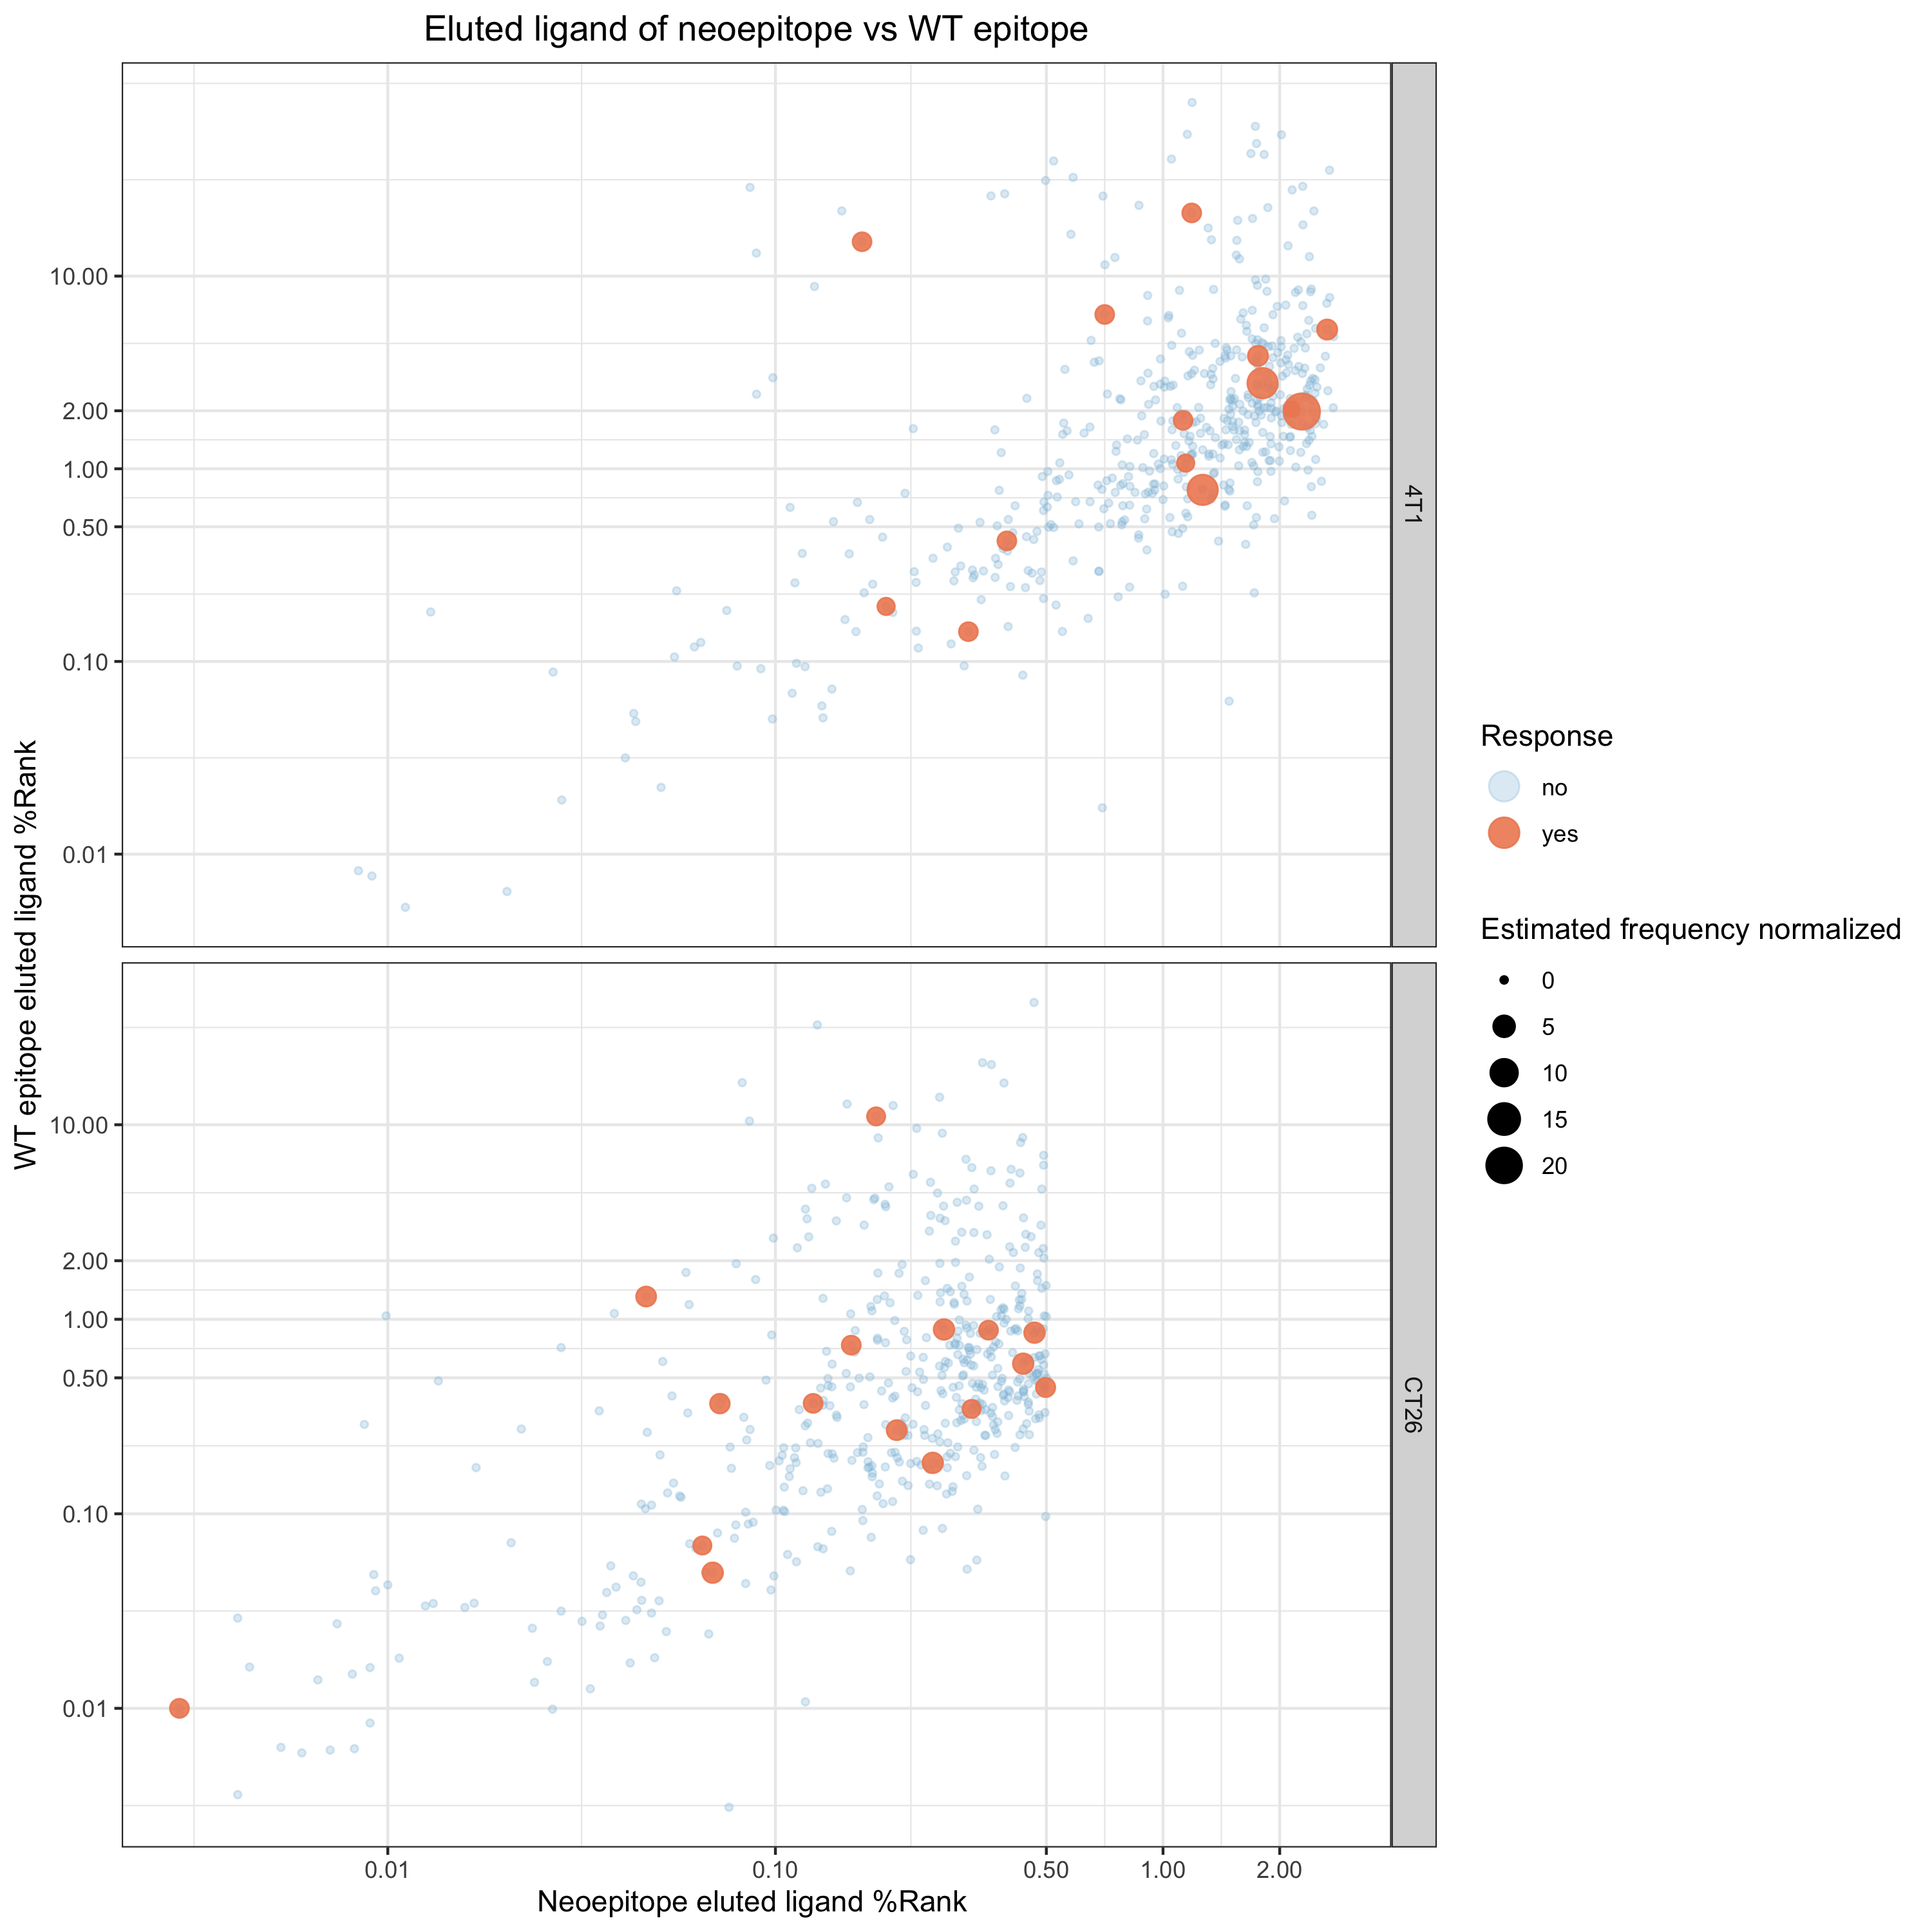 Eluted ligand of neoepitope vs WT epitope
WT epitope eluted ligand %Rank
10.00
2.00
1.00
0.50
0.10
0.01
4T1
10.00
2.00
1.00
0.50
0.10
0.01
CT26
0.01
0.10
0.50
1.00
2.00
Neoepitope eluted ligand %Rank
Response
no
yes
Estimated frequency normalized
0
5
10
15
20